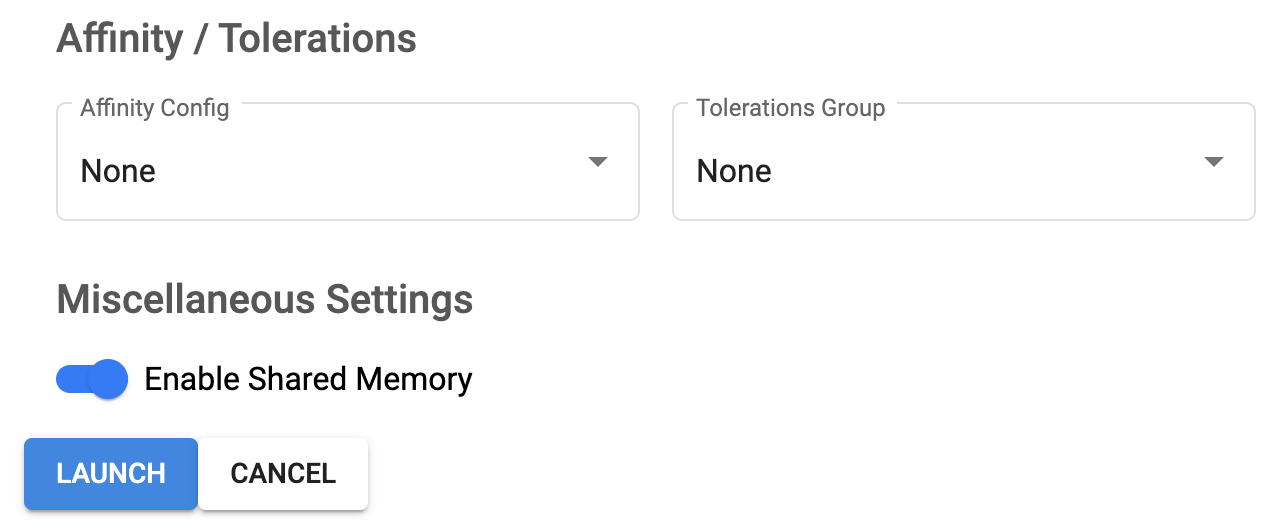 Affinity / Tolerations
Affinity Config
Tolerations Group
None
None
Miscellaneous Settings
Enable Shared Memory
LAUNCH
CANCEL